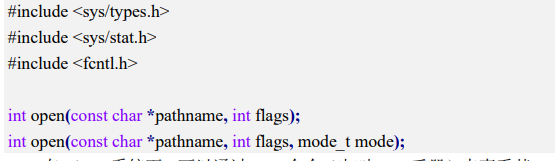 #include <sys/types.h>
#include <sys/stat.h>
#include <fcntl.h>
int open(const char *pathname, int flags);
int open(const char *pathname, int flags, mode_t mode);